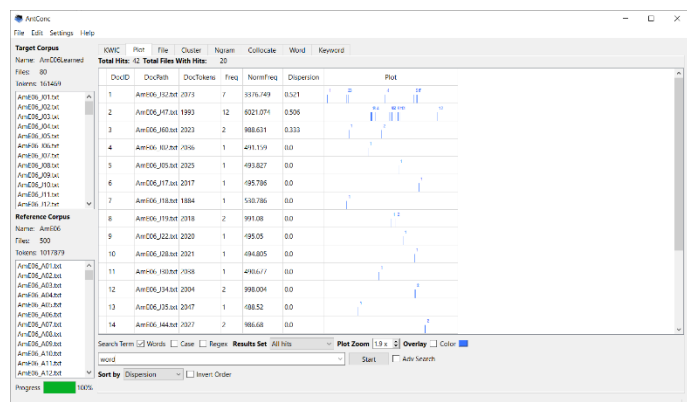 AntConc
File Edit Settings Help
Target Corpus
Name: AmE06Learned
Files: 80
Tokens: 161469
AmE06_J01.txt
AmE06_J02.txt
AmE06_J03.txt
AmE06_J04.txt
AmE06_J05.txt
AmE06_J06.txt
AmE06_J07.txt
AmE06_J08.txt
AmE06_J09.txt
AmE06_J10.txt
AmE06_J11.txt
AmE06_J12.txt
Reference Corpus
Name: AmE06
Files: 500
Tokens: 1017879
AmE06_A01.txt
AmE06_A02.txt
AmE06_A03.txt
AmE06_A04.txt
AmE06_A05.txt
AmE06_A06.txt
AmE06_A07.txt
AmE06_A08.txt
AmE06_A09.txt
AmE06_A10.txt
AmE06_A11.txt
AmE06_A12.txt
Progress 100%
KWIC Plot File Cluster Ngram Collocate Word Keyword
Total Hits: 42 Total Files With Hits: 20
DocID DocPath DocTokens Freq NormFreq Dispersion Plot
1 AmE06_J32.txt 2073 7 3376.749 0.521
2 AmE06_J47.txt 1993 12 6021.074 0.506
3 AmE06_J60.txt 2023 2 988.631 0.333
4 AmE06_J02.txt 2036 1 491.159 0.0
5 AmE06_J05.txt 2025 1 493.827 0.0
6 AmE06_J17.txt 2017 1 495.786 0.0
7 AmE06_J18.txt 1884 1 530.786 0.0
8 AmE06_J19.txt 2018 2 991.08 0.0
9 AmE06_J22.txt 2020 1 495.05 0.0
10 AmE06_J28.txt 2021 1 494.805 0.0
11 AmE06_J30.txt 2038 1 490.677 0.0
12 AmE06_J34.txt 2004 2 998.004 0.0
13 AmE06_J35.txt 2047 1 488.52 0.0
14 AmE06_J44.txt 2027 2 986.68 0.0
Search Term Words Case Regex Results Set All hits Plot Zoom 1.9 x Overlay Color
word Start Adv Search
Sort by Dispersion Invert Order